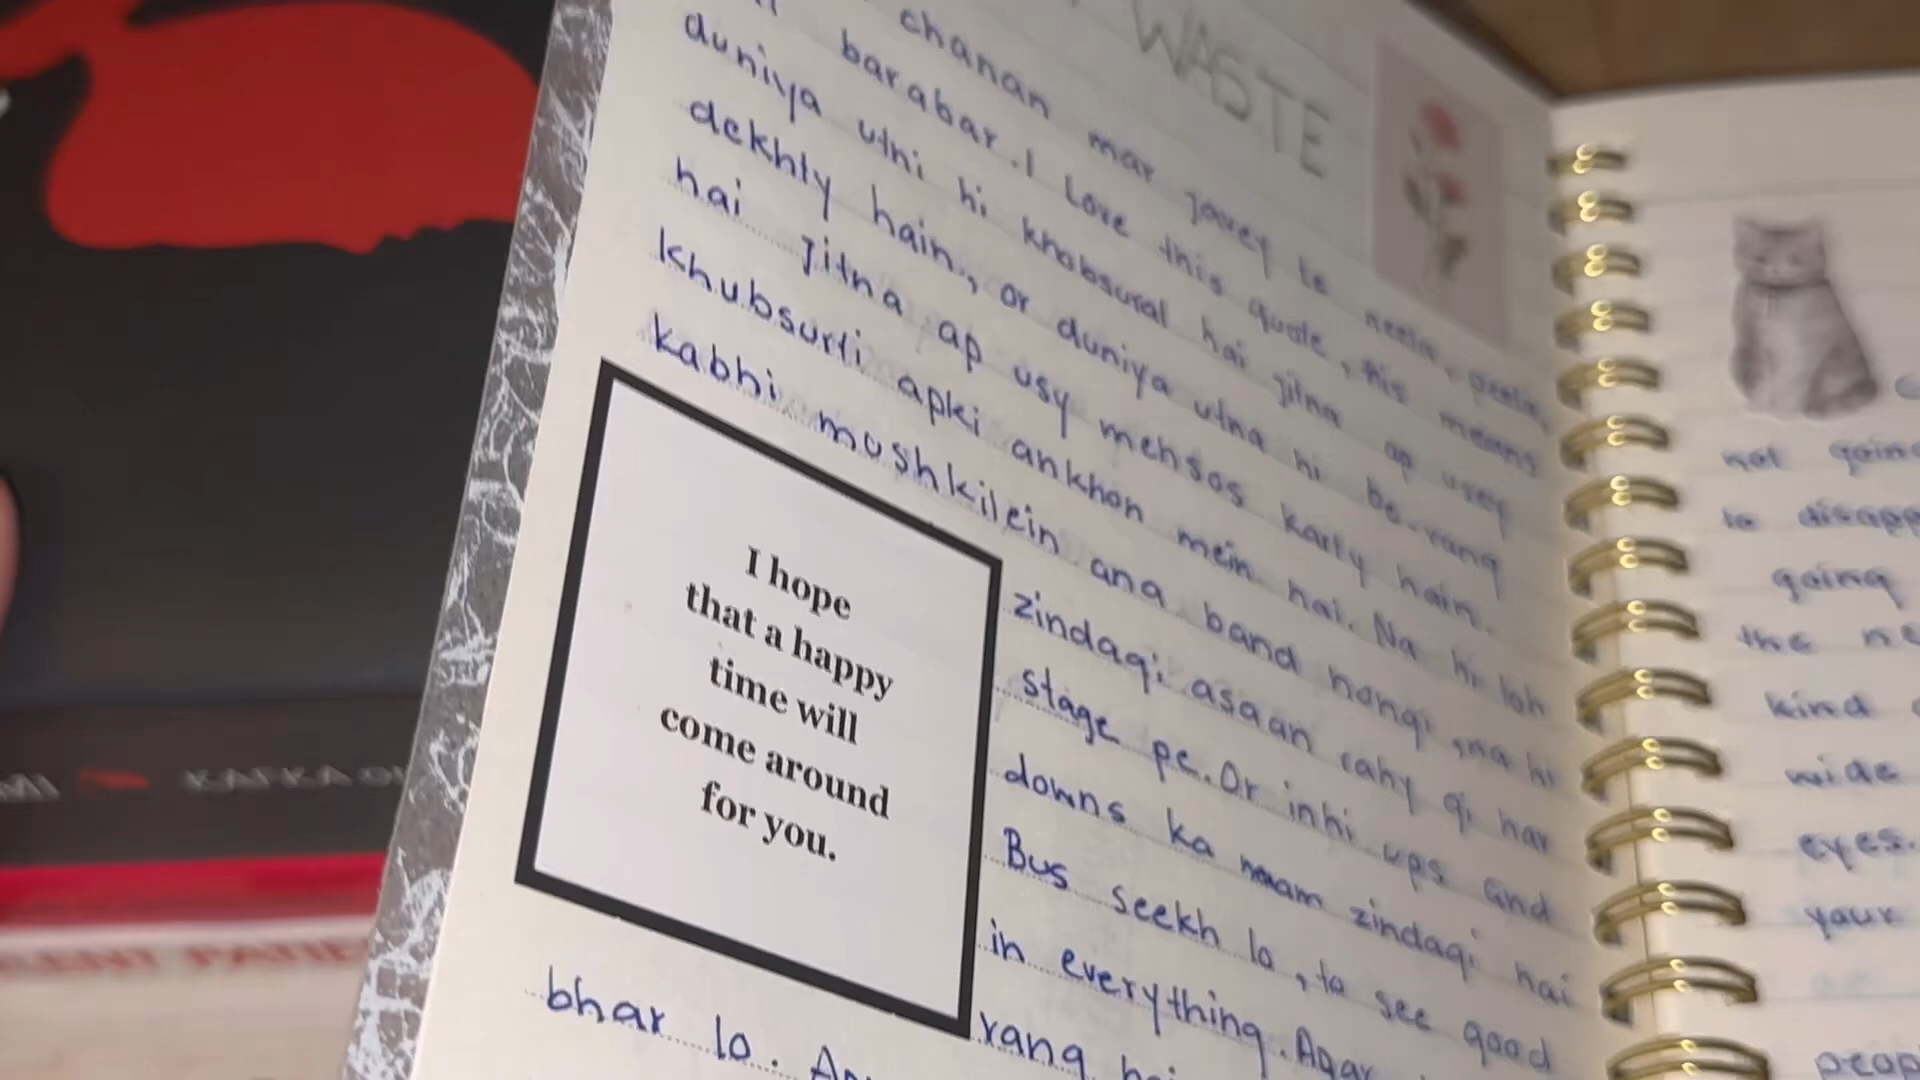 WASTE
chanan mar javey te neela, peela,
barabar. I Love this quote, this means
duniya utni hi khobsurat hai jitna ap usey
dekhty hain, or duniya utna hi be-rang
hai Jitna ap usy mehsos karty hain.
khubsurti apki ankhon mein hai. Na hi toh
kabhi mushkilein ana band hongi, na hi
zindagi asaan rahy gi har
stage pe. Or inhi ups and
downs ka naam zindagi hai
Bus seekh lo, to see good
in everything. Agar
rang
bhar lo.
I hope
that a happy
time will
come around
for you.
not going
to
going
the
kind
wide
eyes.
your
KAFKA
ENT PATIE